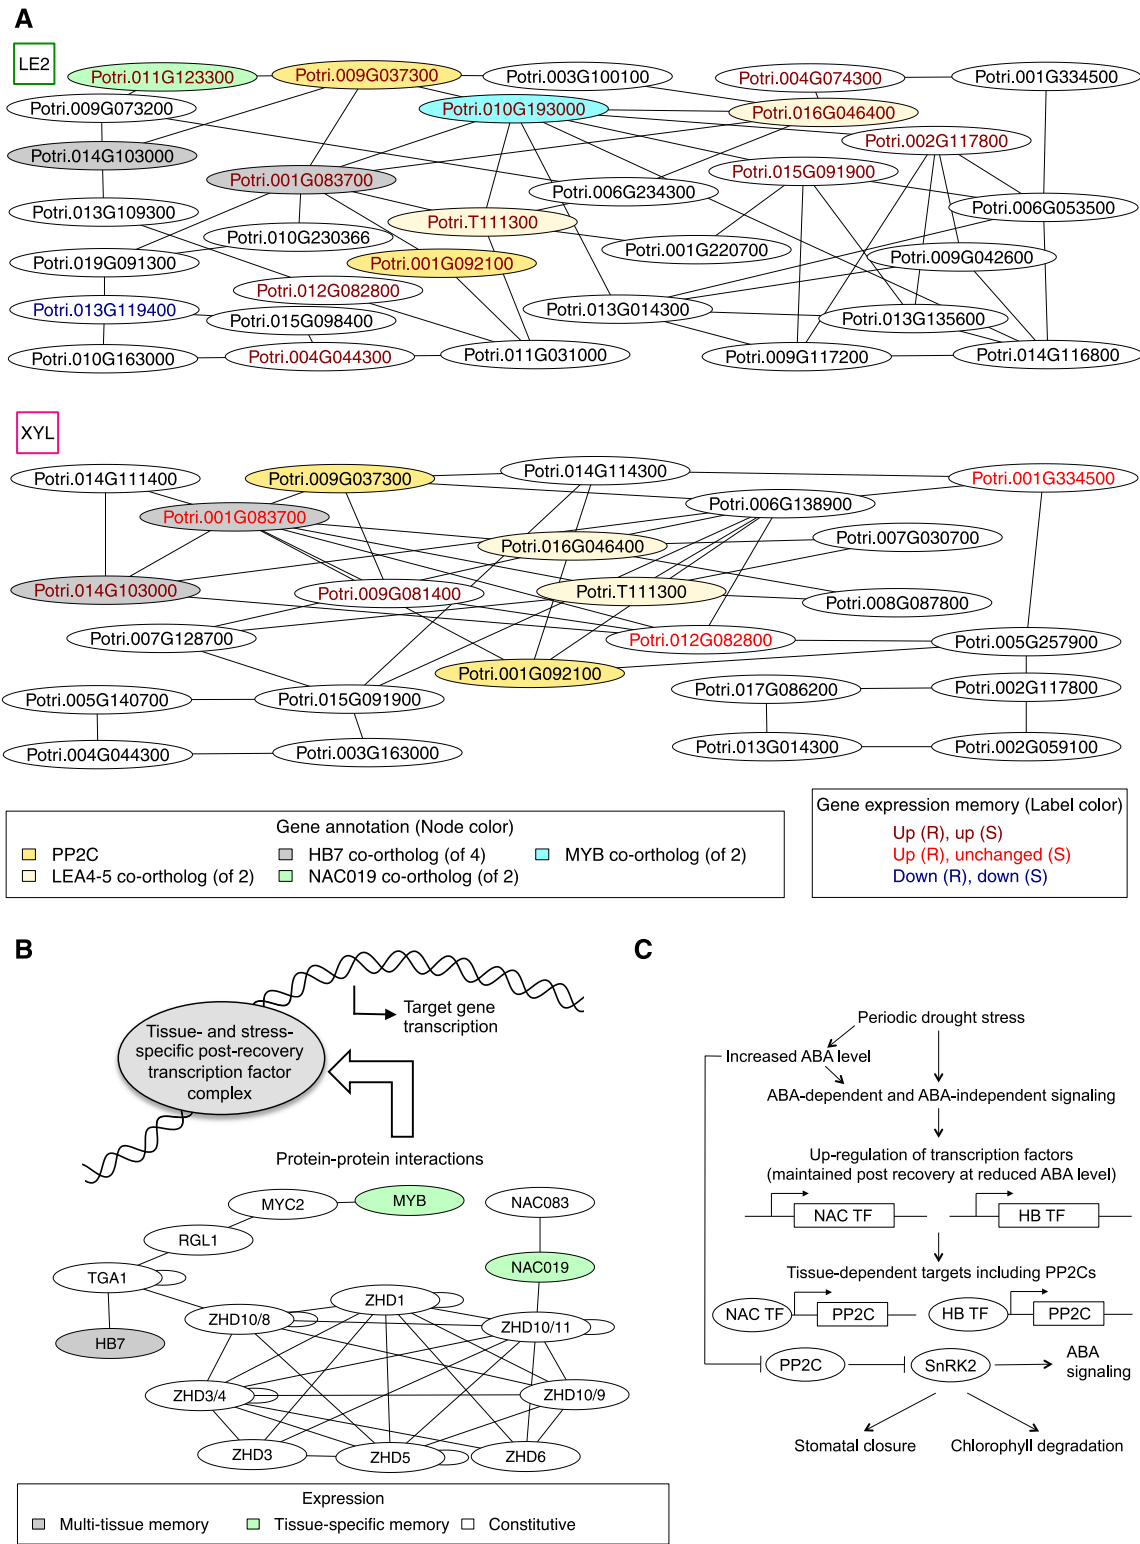 A
LE2
Potri.011G123300
Potri.009G037300
Potri.003G100100
Potri.004G074300
Potri.001G334500
Potri.009G073200
Potri.010G193000
Potri.016G046400
Potri.014G103000
Potri.002G117800
Potri.001G083700
Potri.015G091900
Potri.006G234300
Potri.013G109300
Potri.T111300
Potri.006G053500
Potri.010G230366
Potri.001G220700
Potri.019G091300
Potri.001G092100
Potri.009G042600
Potri.012G082800
Potri.013G119400
Potri.015G098400
Potri.013G014300
Potri.013G135600
Potri.010G163000
Potri.004G044300
Potri.011G031000
Potri.009G117200
Potri.014G116800
XYL
Potri.014G111400
Potri.009G037300
Potri.014G114300
Potri.001G334500
Potri.001G083700
Potri.006G138900
Potri.016G046400
Potri.007G030700
Potri.014G103000
Potri.009G081400
Potri.T111300
Potri.008G087800
Potri.007G128700
Potri.012G082800
Potri.005G257900
Potri.001G092100
Potri.005G140700
Potri.015G091900
Potri.017G086200
Potri.002G117800
Potri.004G044300
Potri.003G163000
Potri.013G014300
Potri.002G059100
Gene annotation (Node color)
PP2C
HB7 co-ortholog (of 4)
MYB co-ortholog (of 2)
LEA4-5 co-ortholog (of 2)
NAC019 co-ortholog (of 2)
Gene expression memory (Label color)
Up (R), up (S)
Up (R), unchanged (S)
Down (R), down (S)
B
Target gene
transcription
Tissue- and stress-
specific post-recovery
transcription factor
complex
Protein-protein interactions
MYC2
MYB
NAC083
RGL1
NAC019
TGA1
ZHD1
ZHD10/8
ZHD10/11
HB7
ZHD3/4
ZHD10/9
ZHD3
ZHD5
ZHD6
Expression
Multi-tissue memory
Tissue-specific memory
Constitutive
C
Periodic drought stress
Increased ABA level
ABA-dependent and ABA-independent signaling
Up-regulation of transcription factors
(maintained post recovery at reduced ABA level)
NAC TF
HB TF
Tissue-dependent targets including PP2Cs
NAC TF
PP2C
HB TF
PP2C
PP2C
SnRK2
ABA
signaling
Stomatal closure
Chlorophyll degradation